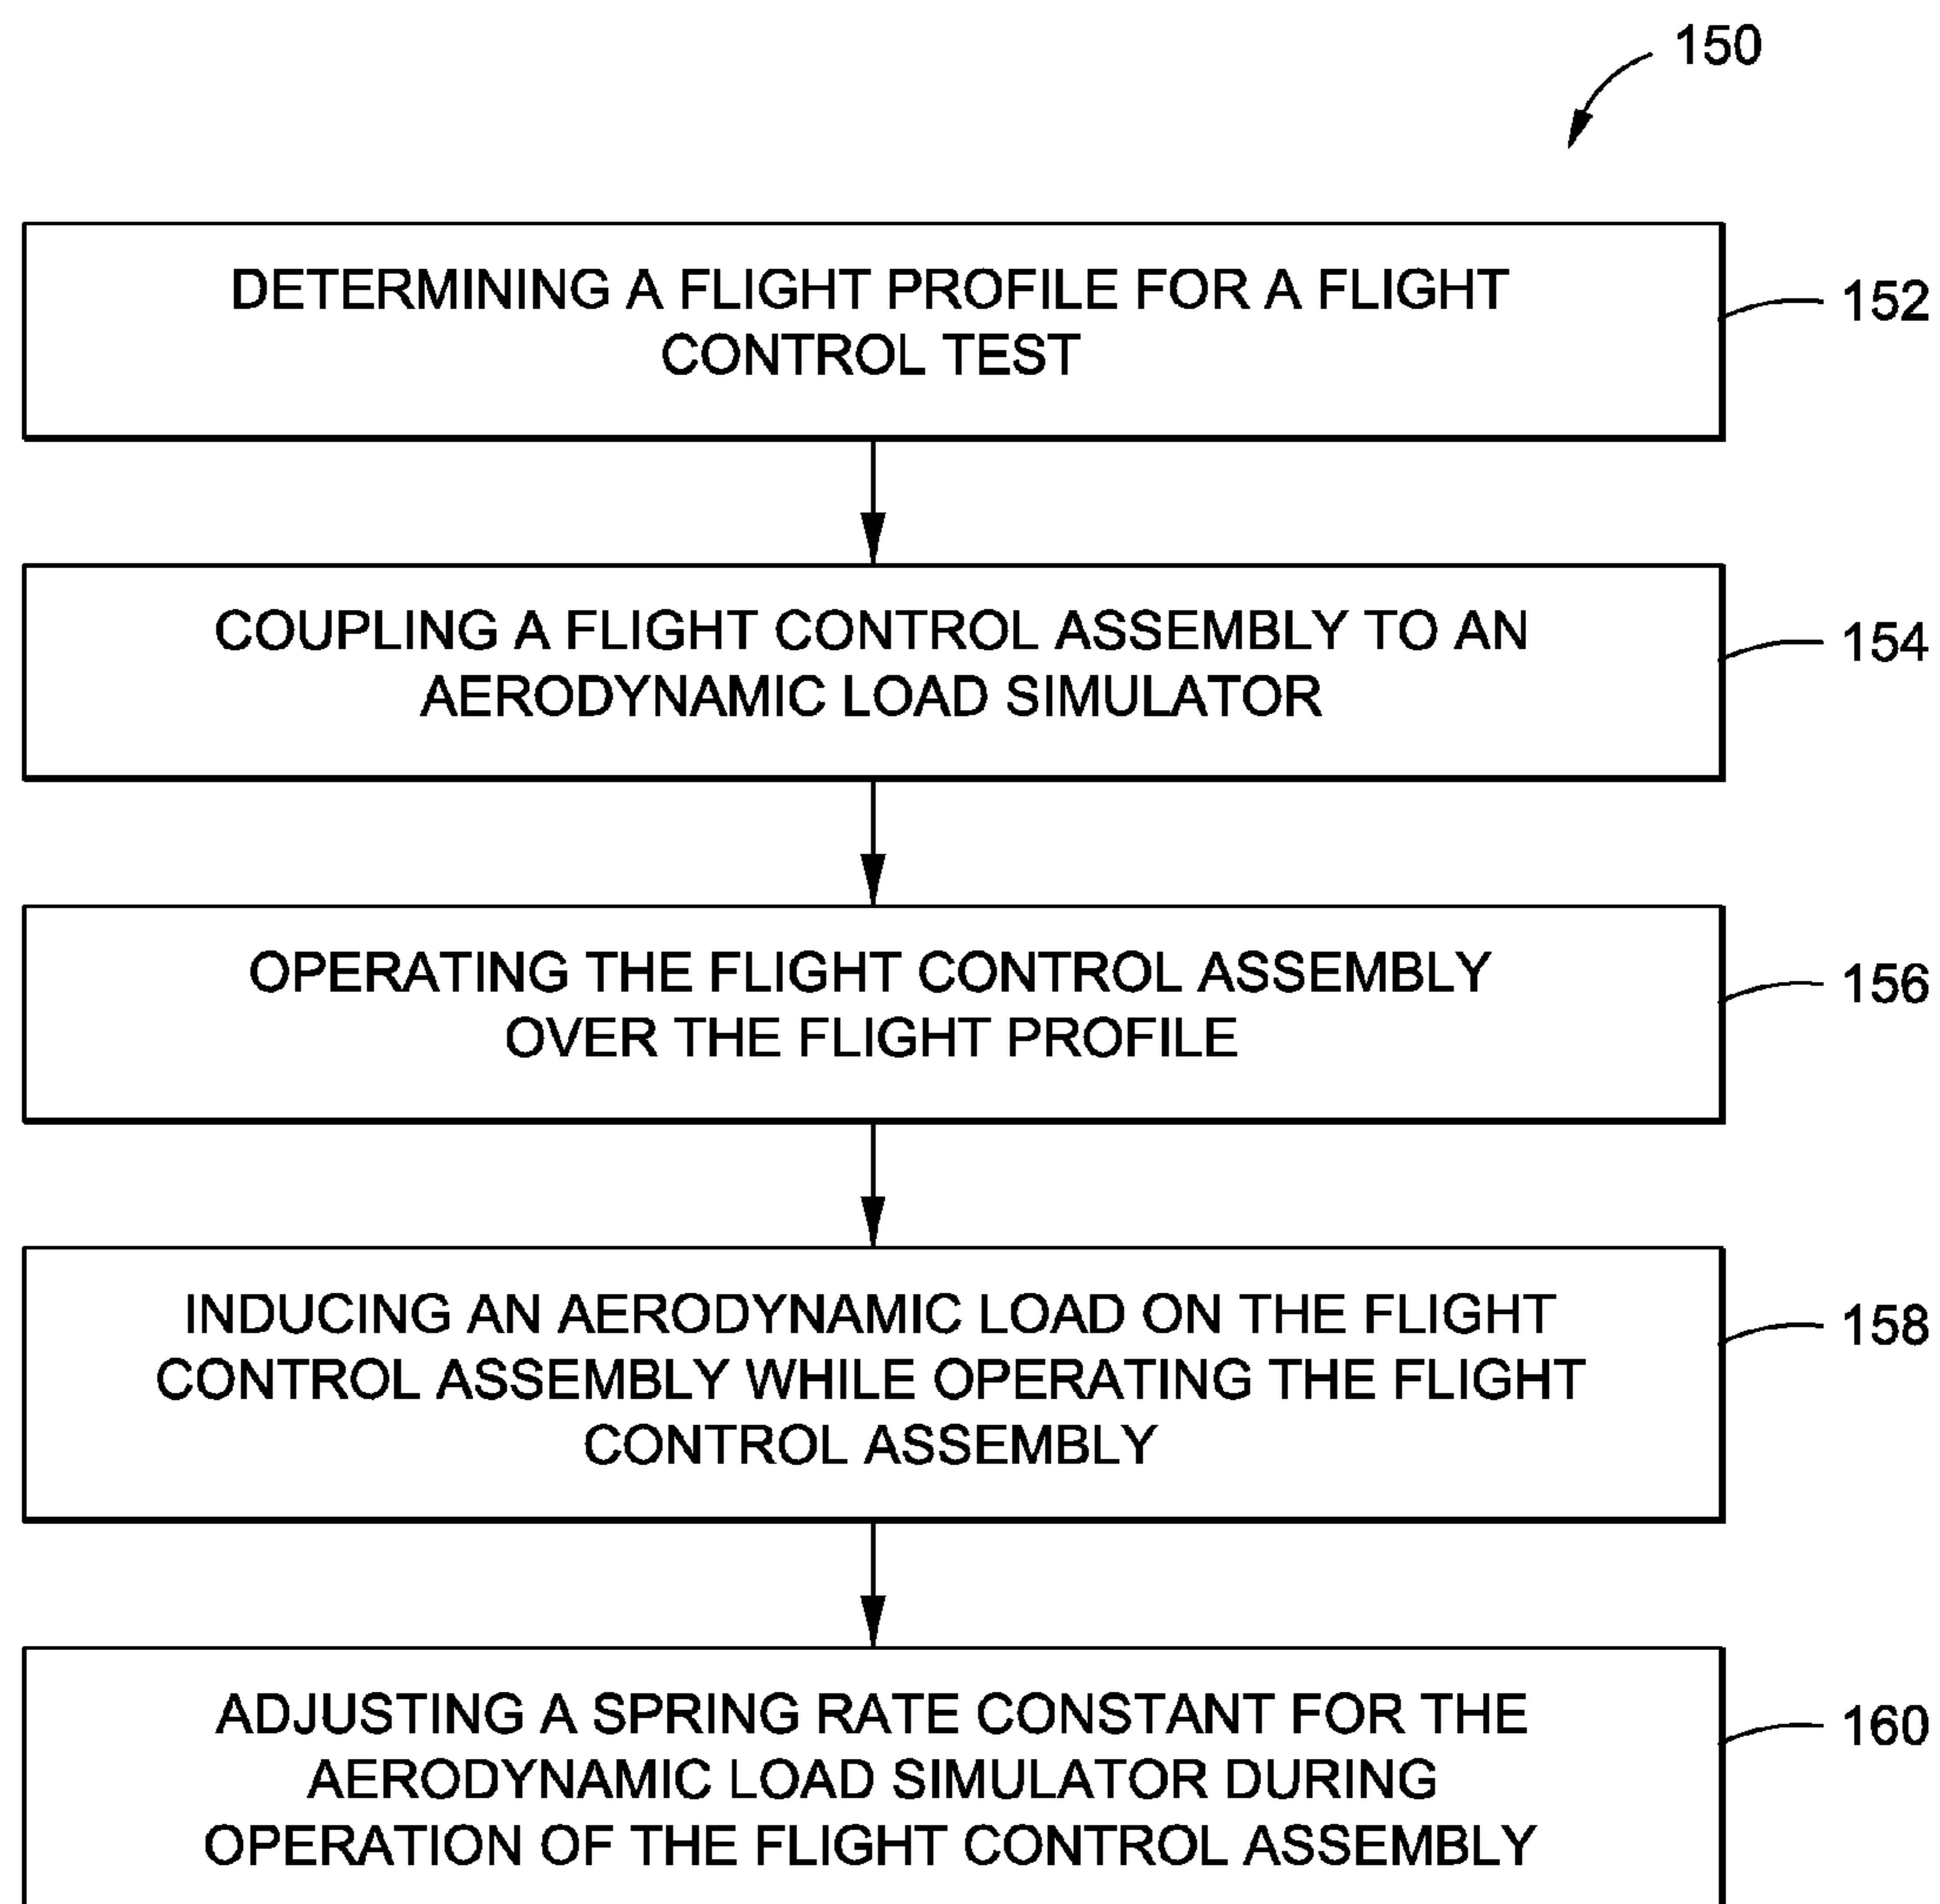 150
DETERMINING A FLIGHT PROFILE FOR A FLIGHT
CONTROL TEST
152
COUPLING A FLIGHT CONTROL ASSEMBLY TO AN
AERODYNAMIC LOAD SIMULATOR
154
OPERATING THE FLIGHT CONTROL ASSEMBLY
OVER THE FLIGHT PROFILE
156
INDUCING AN AERODYNAMIC LOAD ON THE FLIGHT
CONTROL ASSEMBLY WHILE OPERATING THE FLIGHT
CONTROL ASSEMBLY
158
ADJUSTING A SPRING RATE CONSTANT FOR THE
AERODYNAMIC LOAD SIMULATOR DURING
OPERATION OF THE FLIGHT CONTROL ASSEMBLY
160